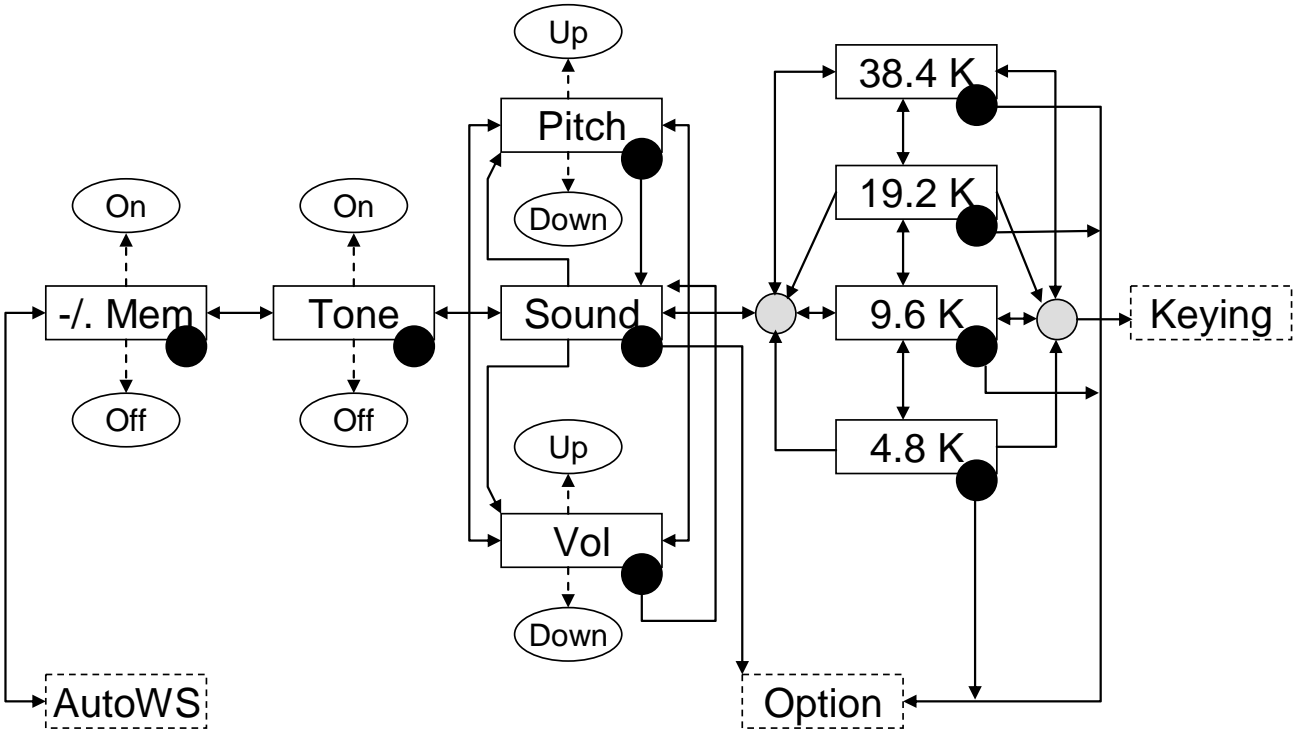 Up
38.4 K
Pitch
19.2 K
On
On
Down
-/. Mem
Tone
Sound
9.6 K
Keying
Off
Off
Up
4.8 K
Vol
Down
AutoWS
Option